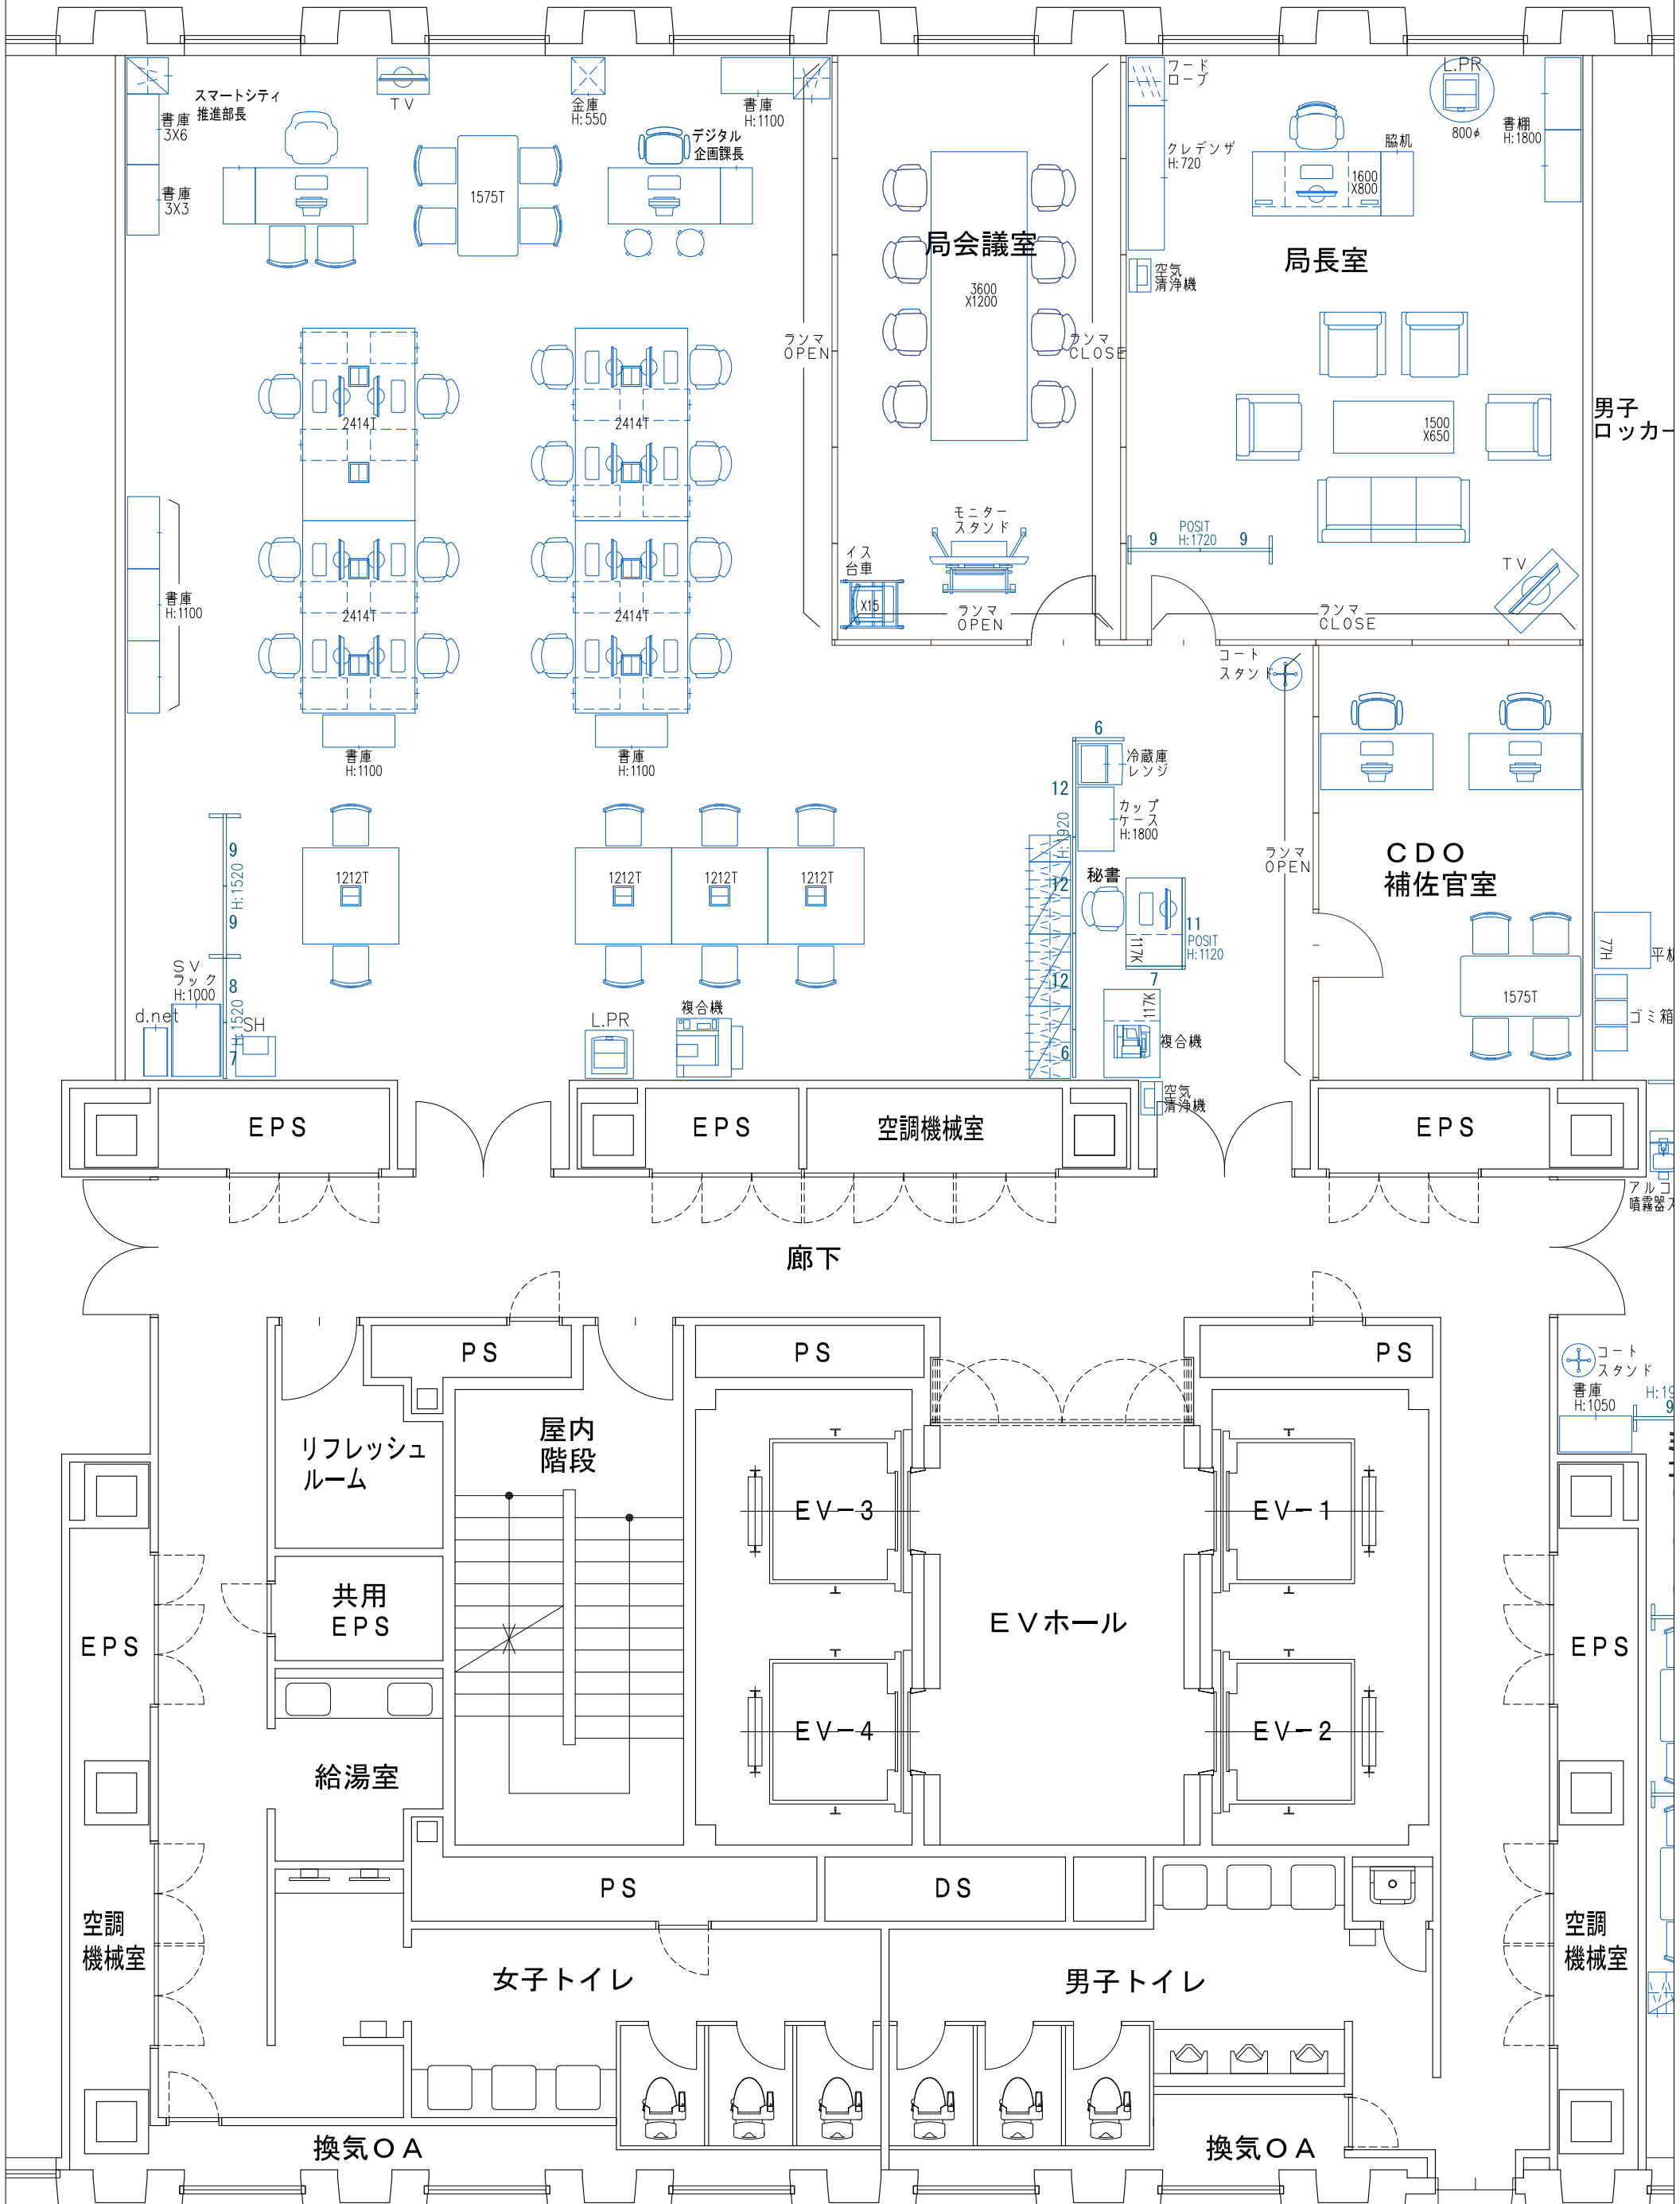 スマートシティ
推進部長
書庫
3X6
書庫
3X3
TV
1575T
金庫
H:550
書庫
H:1100
デジタル
企画課長
局会議室
3600
X1200
ランマ
OPEN
ランマ
CLOSE
モニター
スタンド
イス
台車
X15
ランマ
OPEN
ワード
ローブ
クレデンザ
H:720
空気
清浄機
局長室
L.PR
800φ
書棚
H:1800
脇机
1600
X800
1500
X650
男子
ロッカー
9
POSIT
H:1720
9
TV
ランマ
CLOSE
2414T
2414T
2414T
2414T
書庫
H:1100
書庫
H:1100
書庫
H:1100
コート
スタンド
6
冷蔵庫
レンジ
12
カップ
ケース
H:1800
H:1920
12
秘書
117K
11
POSIT
H:1120
7
12
117K
複合機
6
空気
清浄機
ランマ
OPEN
CDO
補佐官室
1575T
77H
ゴミ箱
9
H:1520
9
8
H:1520
7
SV
ラック
H:1000
d.net
SH
1212T
1212T
1212T
1212T
L.PR
複合機
EPS
EPS
空調機械室
EPS
廊下
PS
PS
PS
コート
スタンド
書庫
H:1050
9
リフレッシュ
ルーム
屋内
階段
EV-3
EV-1
共用
EPS
EVホール
EPS
EPS
EV-4
EV-2
給湯室
PS
DS
空調
機械室
空調
機械室
女子トイレ
男子トイレ
換気OA
換気OA